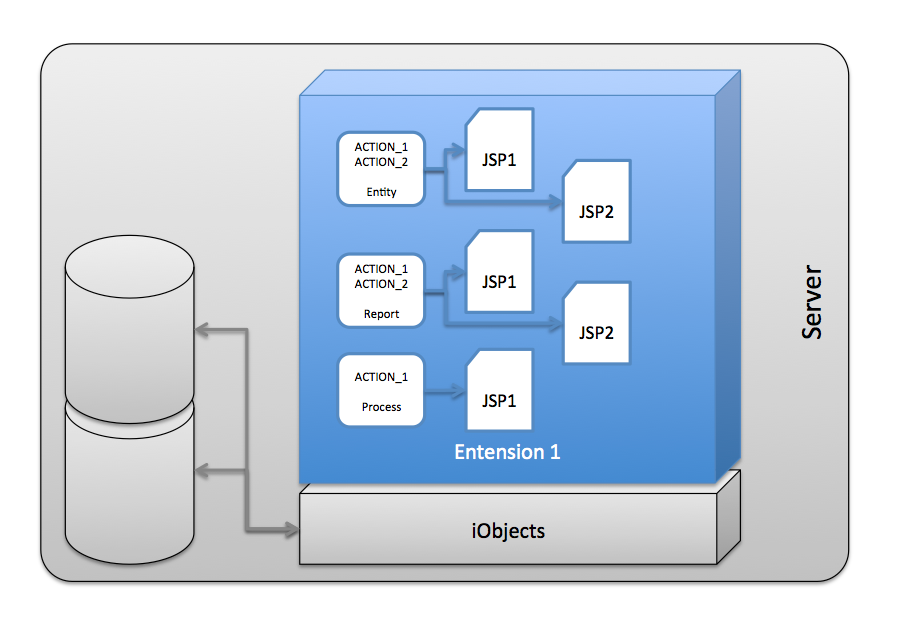 ACTION_1
ACTION_2
Entity
JSP1
JSP2
ACTION_1
ACTION_2
Report
JSP1
JSP2
ACTION_1
Process
JSP1
Entension 1
iObjects
Server